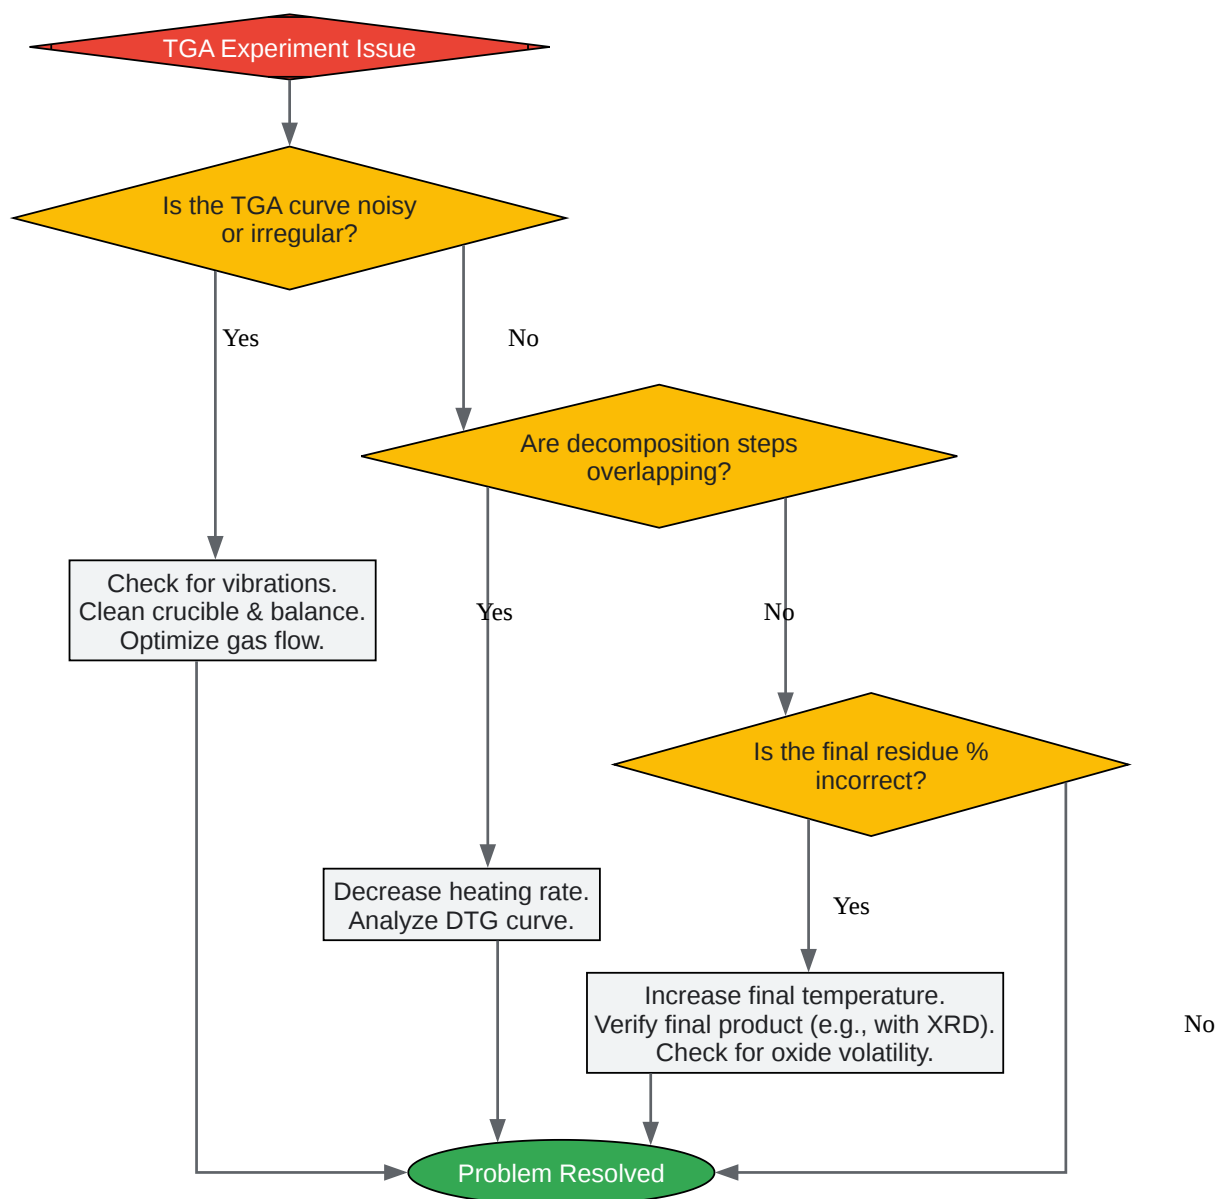 TGA Experiment Issue
Is the TGA curve noisy
or irregular?
Yes
No
Are decomposition steps
overlapping?
Check for vibrations.
Clean crucible & balance.
Optimize gas flow.
Yes
No
Is the final residue %
incorrect?
Decrease heating rate.
Analyze DTG curve.
Yes
Increase final temperature.
Verify final product (e.g., with XRD).
Check for oxide volatility.
No
Problem Resolved